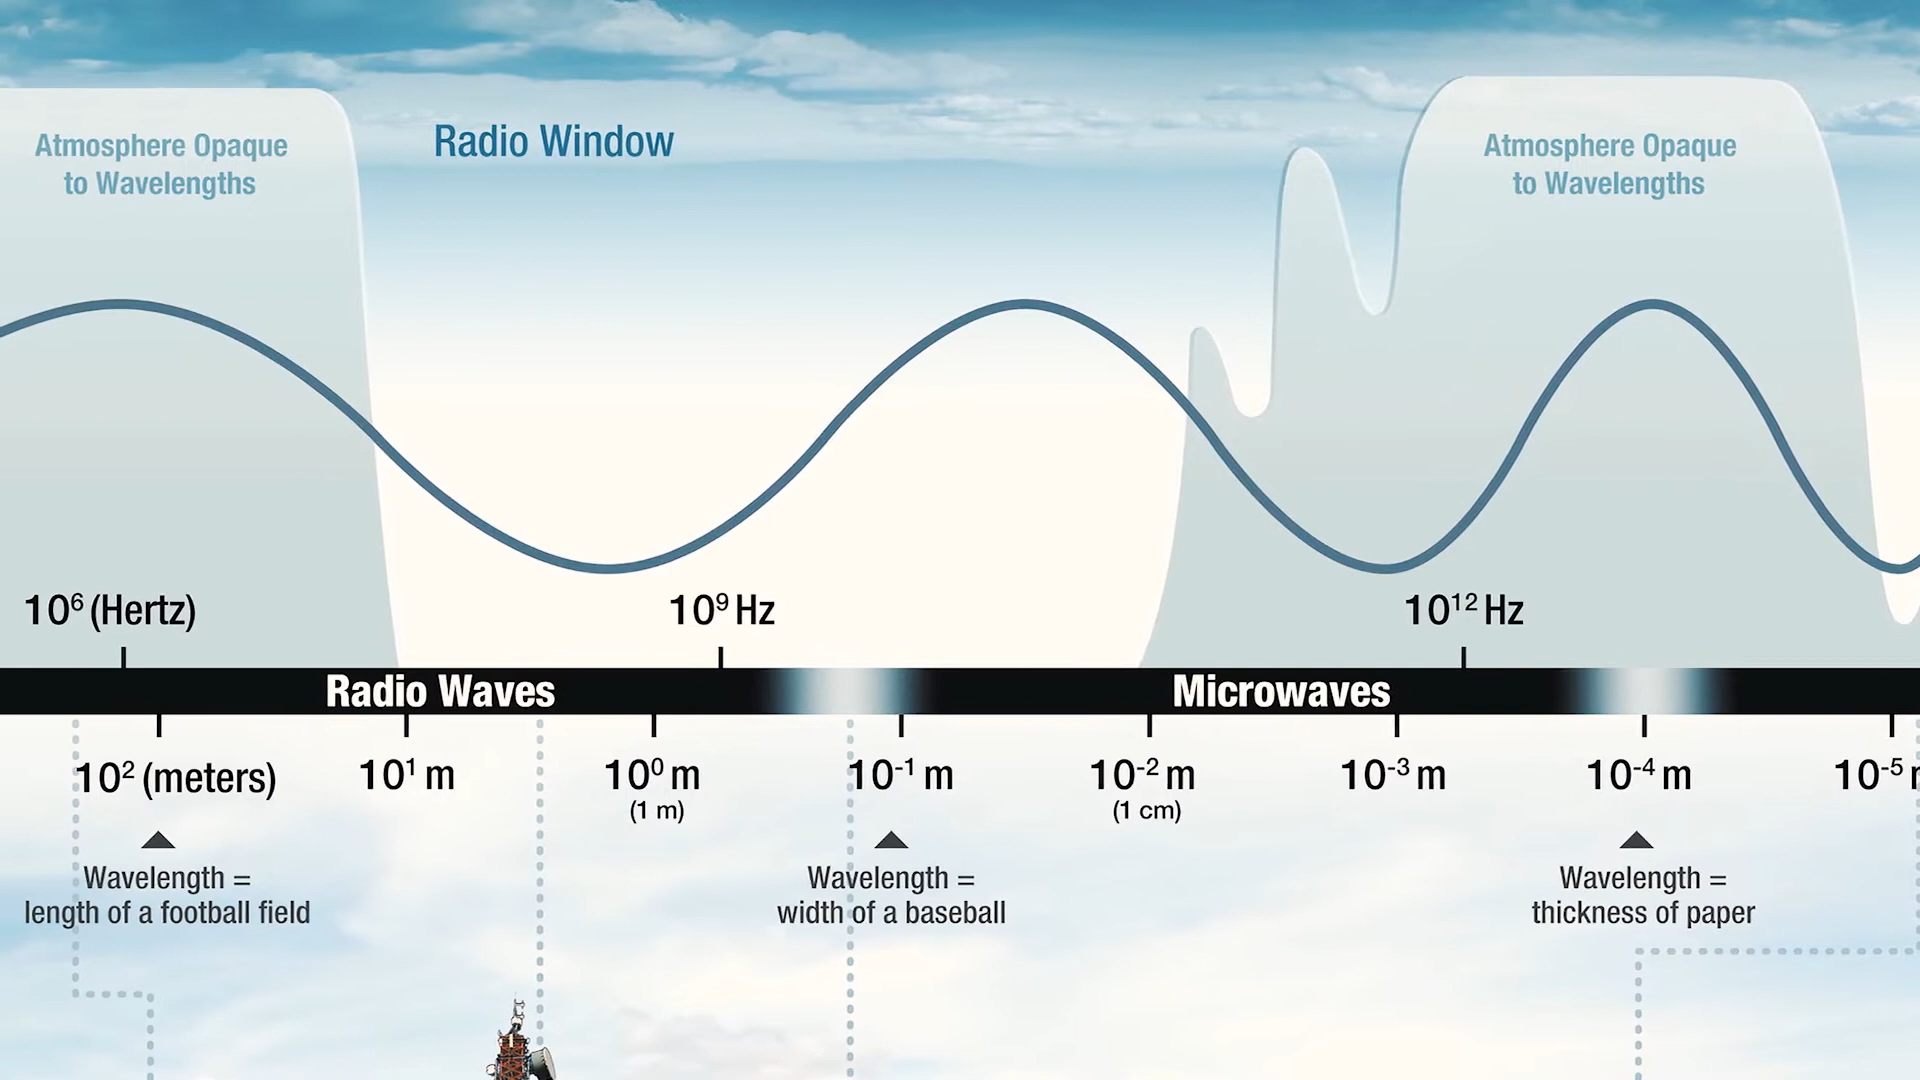 Radio Window
Atmosphere Opaque
to Wavelengths
Atmosphere Opaque
to Wavelengths
10⁶ (Hertz)
10⁹ Hz
10¹² Hz
Radio Waves
Microwaves
10² (meters)
10¹ m
10⁰ m
(1 m)
10⁻¹ m
10⁻² m
(1 cm)
10⁻³ m
10⁻⁴ m
10⁻⁵
Wavelength =
length of a football field
Wavelength =
width of a baseball
Wavelength =
thickness of paper